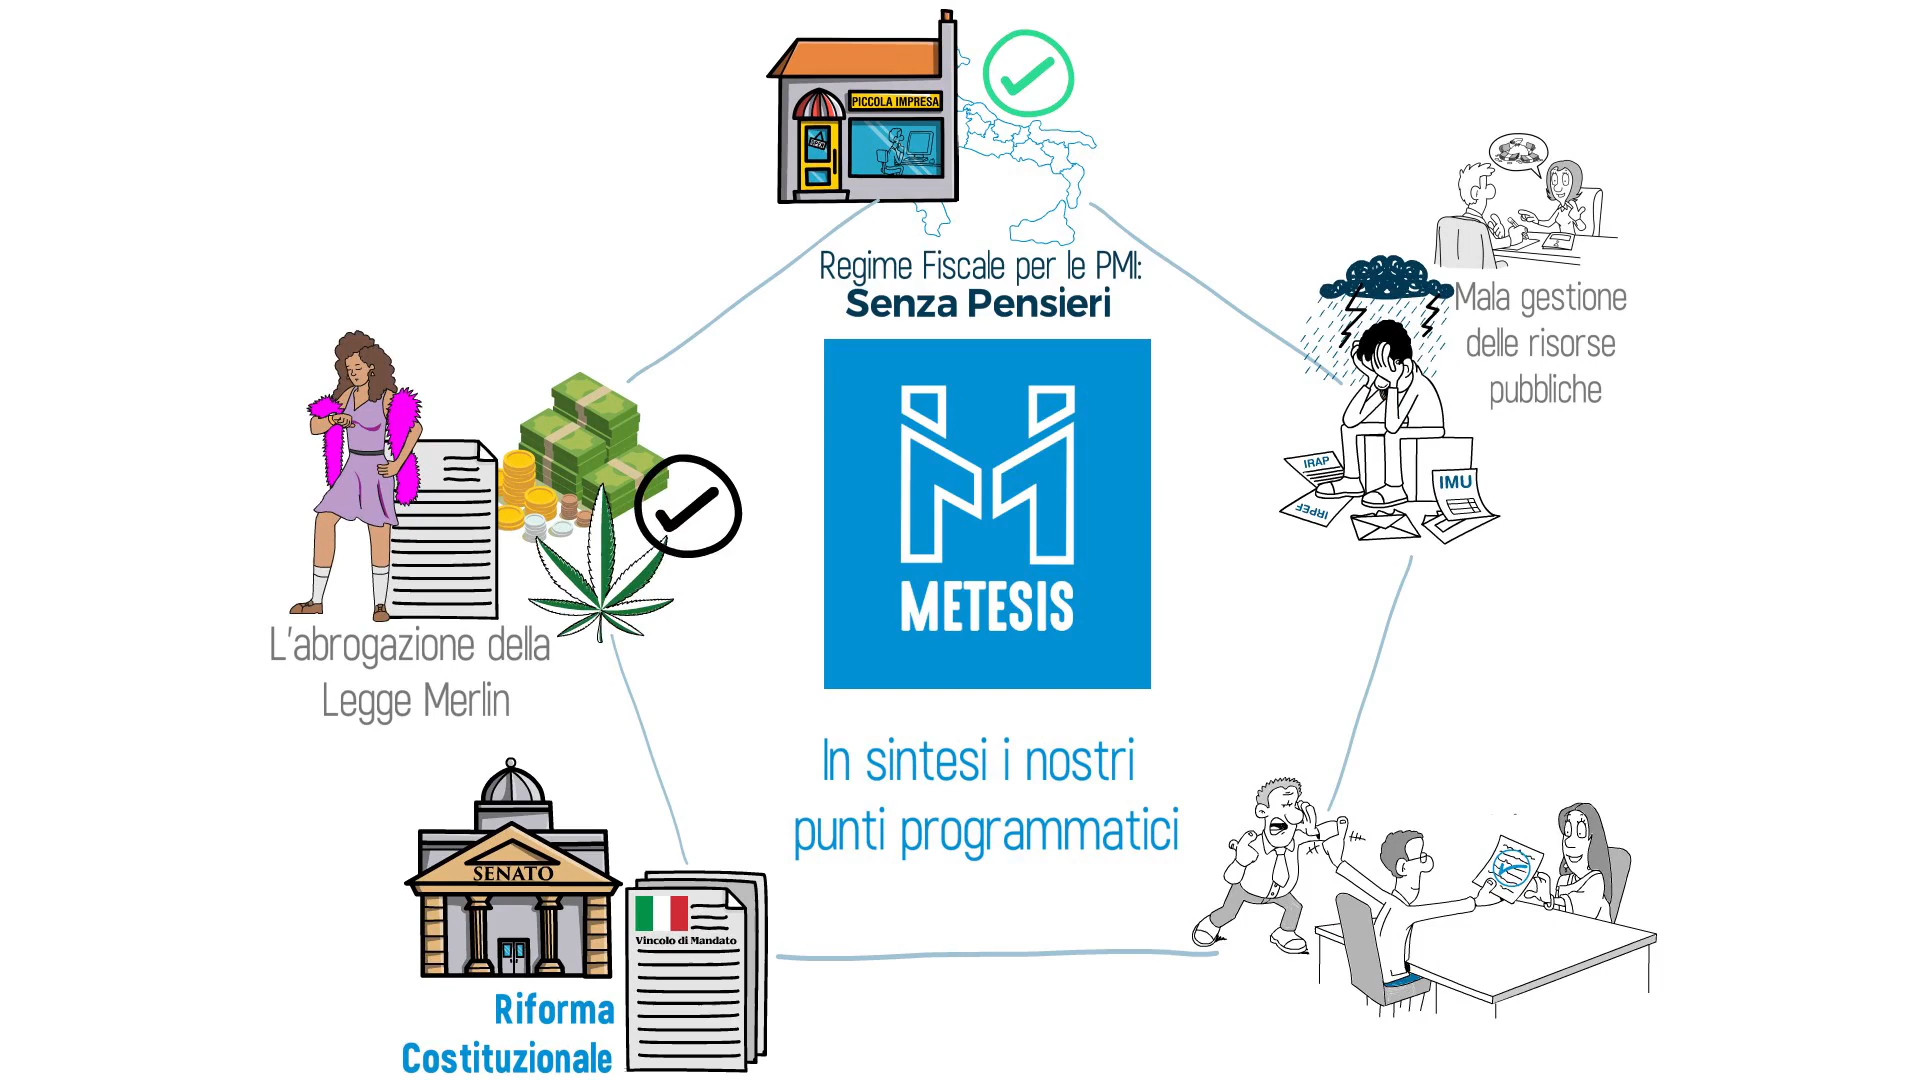 PICCOLA IMPRESA
OPEN
Regime Fiscale per le PMI:
Senza Pensieri
Mala gestione
delle risorse
pubbliche
IRAP
IMU
IRPEF
METESIS
L'abrogazione della
Legge Merlin
In sintesi i nostri
punti programmatici
SENATO
Vincolo di Mandato
Riforma
Costituzionale